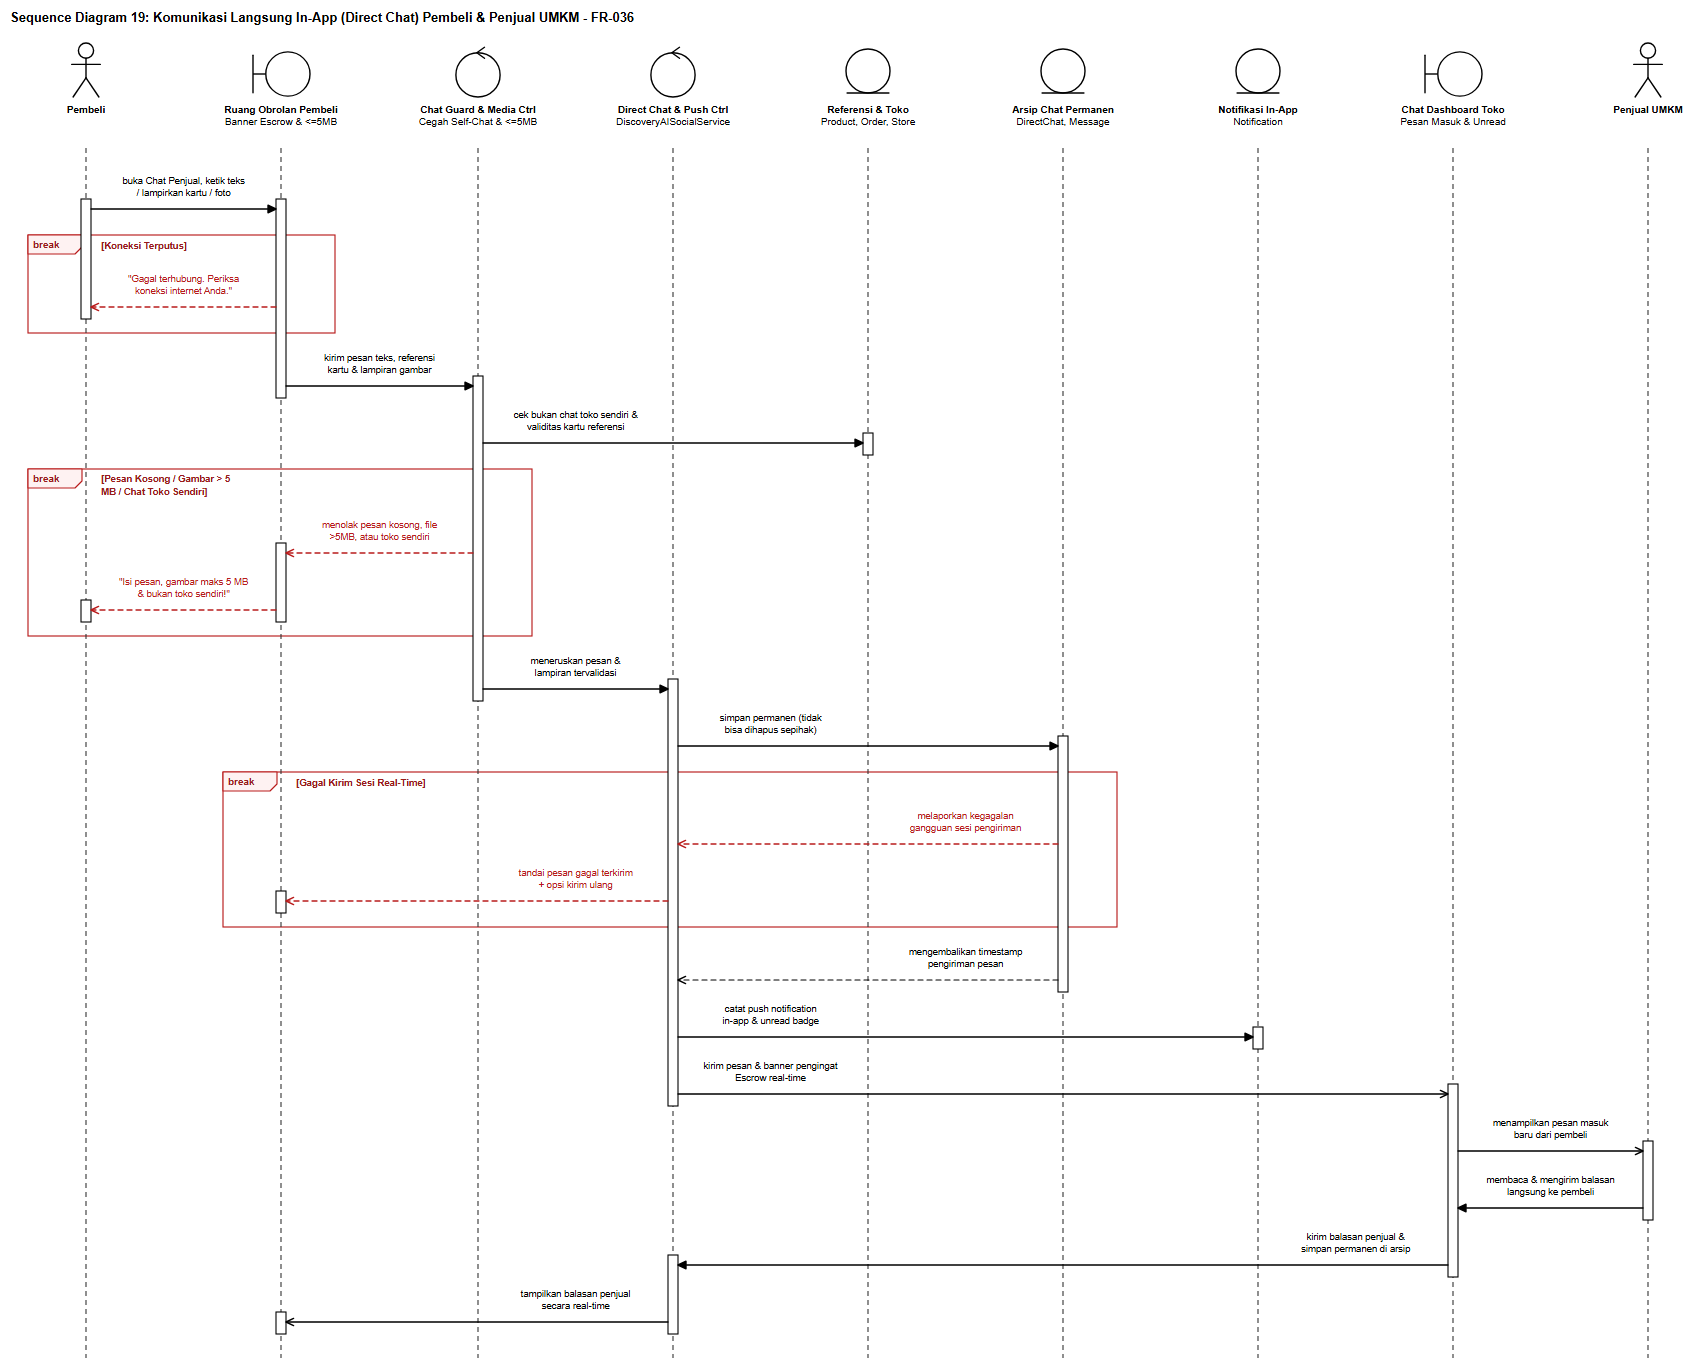 Sequence Diagram 19: Komunikasi Langsung In-App (Direct Chat) Pembeli & Penjual UMKM - FR-036
Pembeli
Ruang Obrolan Pembeli
Banner Escrow & <=5MB
Chat Guard & Media Ctrl
Cegah Self-Chat & <=5MB
Direct Chat & Push Ctrl
DiscoveryAISocialService
Referensi & Toko
Product, Order, Store
Arsip Chat Permanen
DirectChat, Message
Notifikasi In-App
Notification
Chat Dashboard Toko
Pesan Masuk & Unread
Penjual UMKM
buka Chat Penjual, ketik teks
/ lampirkan kartu / foto
break
[Koneksi Terputus]
"Gagal terhubung. Periksa
koneksi internet Anda."
kirim pesan teks, referensi
kartu & lampiran gambar
cek bukan chat toko sendiri &
validitas kartu referensi
break
[Pesan Kosong / Gambar > 5
MB / Chat Toko Sendiri]
menolak pesan kosong, file
>5MB, atau toko sendiri
"Isi pesan, gambar maks 5 MB
& bukan toko sendiri!"
meneruskan pesan &
lampiran tervalidasi
simpan permanen (tidak
bisa dihapus sepihak)
break
[Gagal Kirim Sesi Real-Time]
melaporkan kegagalan
gangguan sesi pengiriman
tandai pesan gagal terkirim
+ opsi kirim ulang
mengembalikan timestamp
pengiriman pesan
catat push notification
in-app & unread badge
kirim pesan & banner pengingat
Escrow real-time
menampilkan pesan masuk
baru dari pembeli
membaca & mengirim balasan
langsung ke pembeli
kirim balasan penjual &
simpan permanen di arsip
tampilkan balasan penjual
secara real-time